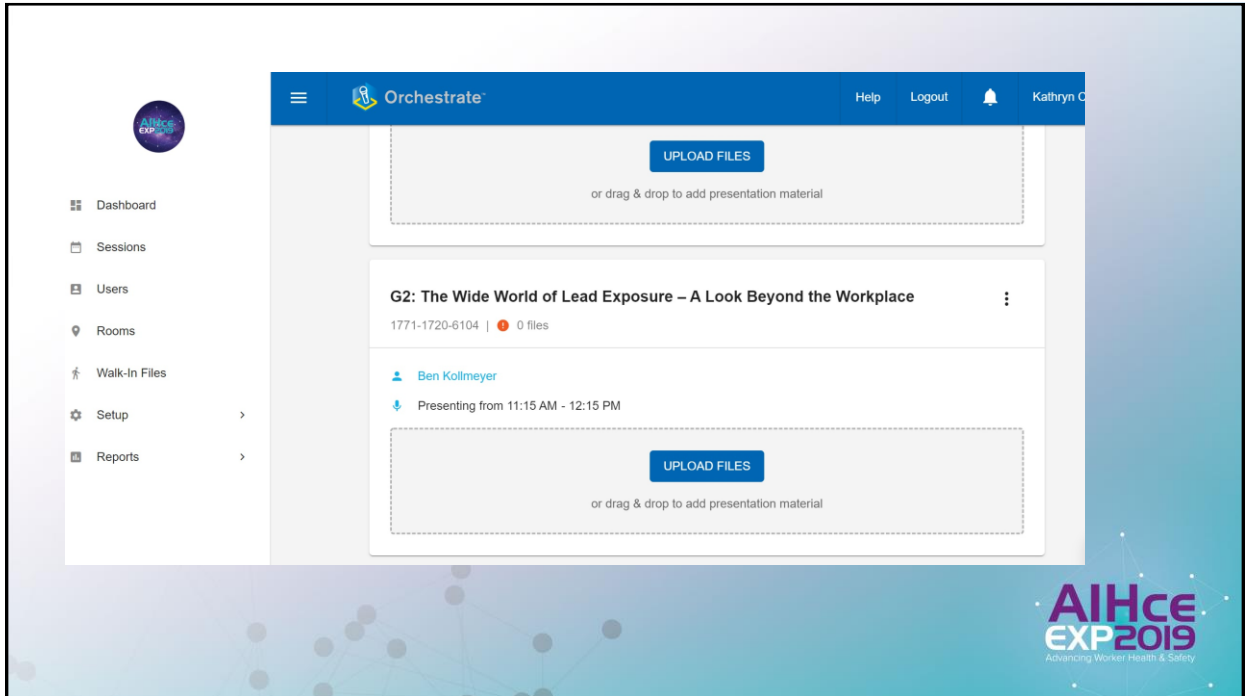 AIHce
EXP2019
Orchestrate
Help
Logout
Kathryn C
Dashboard
Sessions
Users
Rooms
Walk-In Files
Setup
Reports
UPLOAD FILES
or drag & drop to add presentation material
G2: The Wide World of Lead Exposure – A Look Beyond the Workplace
1771-1720-6104 | 0 files
Ben Kollmeyer
Presenting from 11:15 AM - 12:15 PM
UPLOAD FILES
or drag & drop to add presentation material
AIHce
EXP2019
Advancing Worker Health & Safety